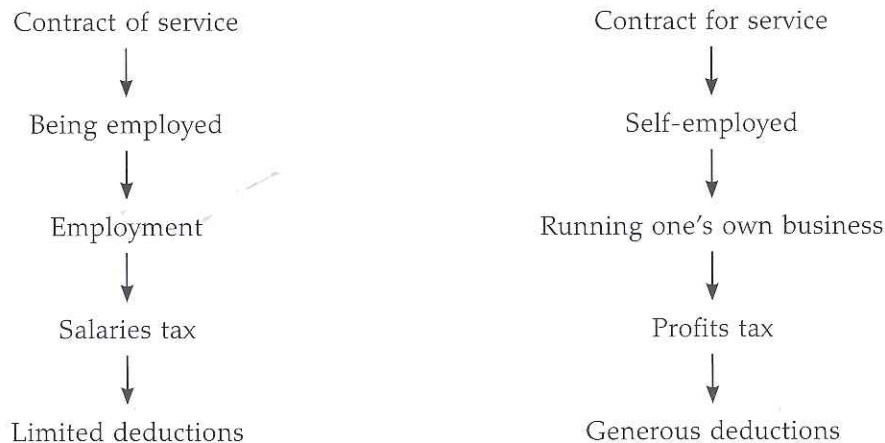 Contract of service
Being employed
Employment
Salaries tax
Limited deductions
Contract for service
Self-employed
Running one's own business
Profits tax
Generous deductions